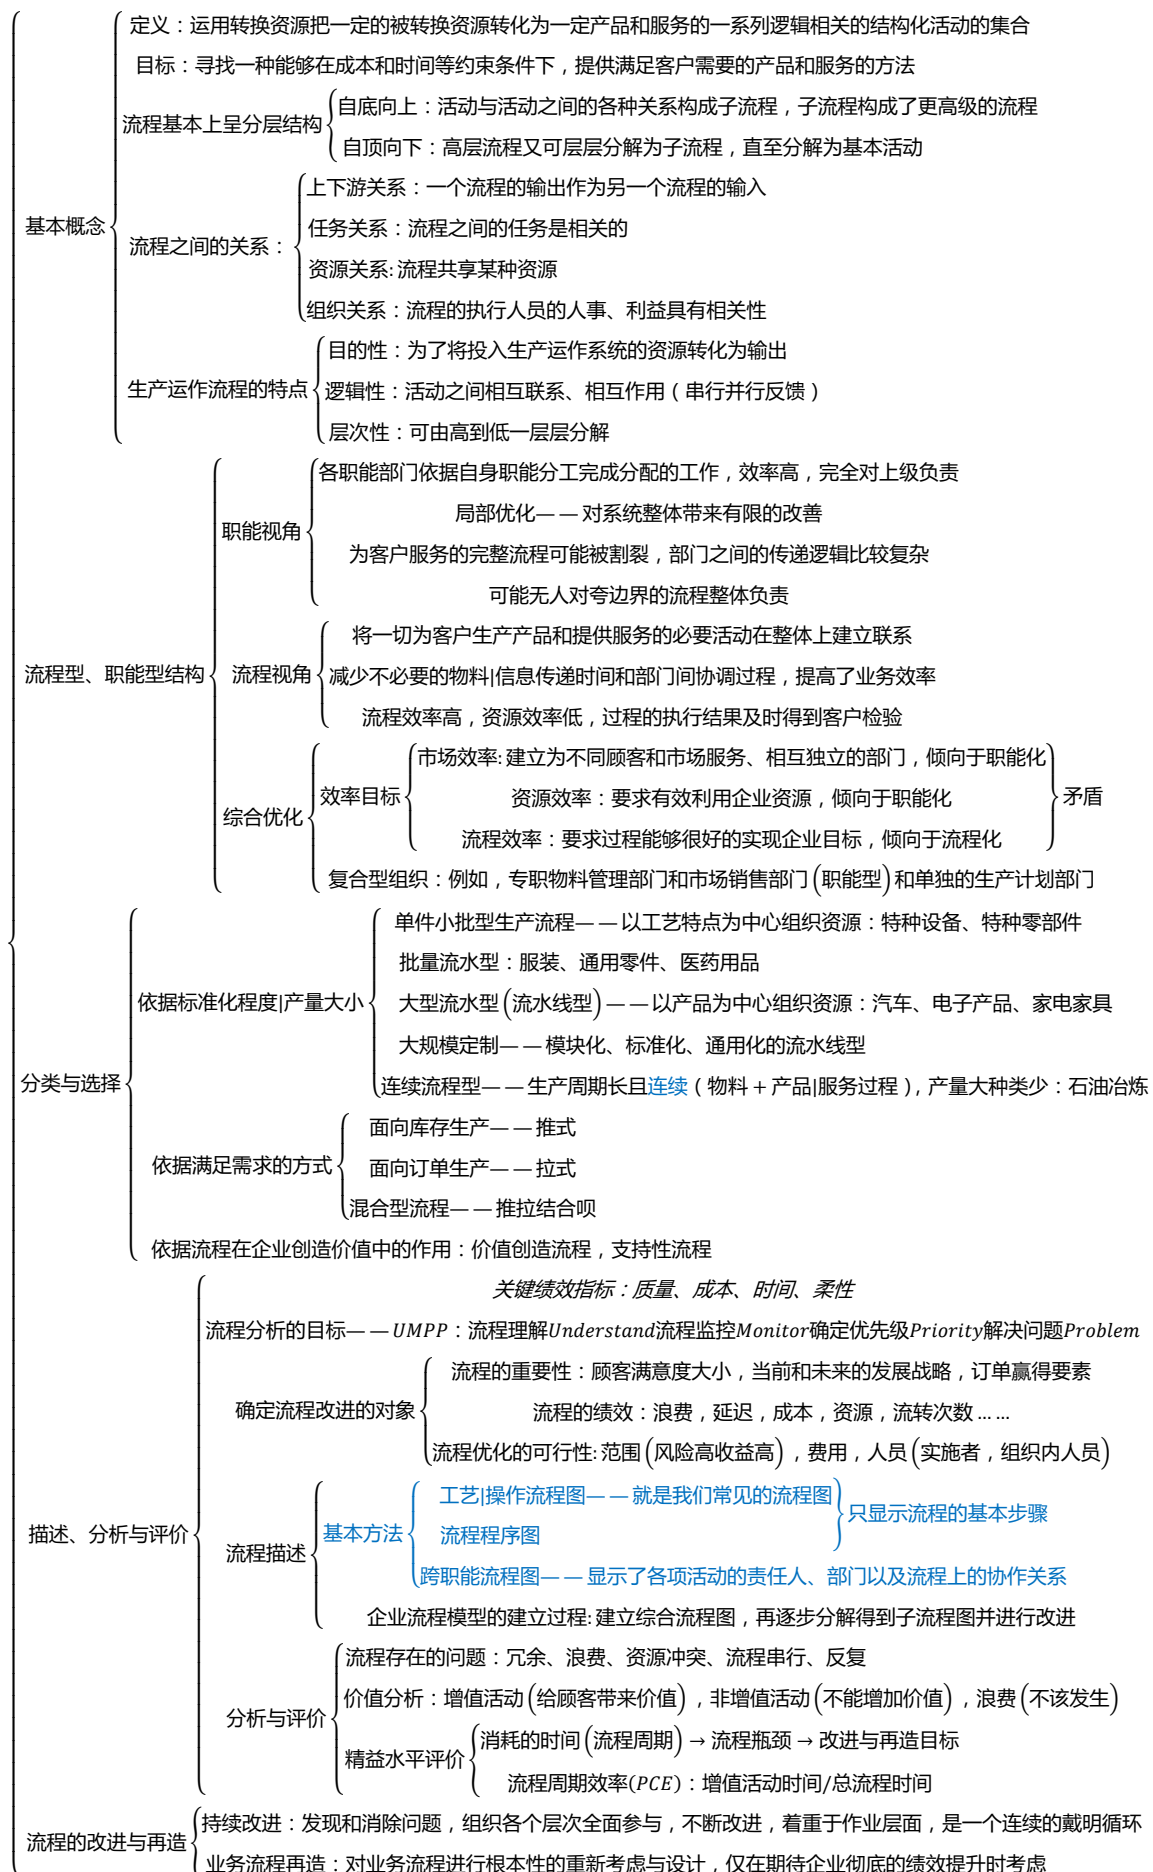 定义：运用转换资源把一定的被转换资源转化为一定产品和服务的一系列逻辑相关的结构化活动的集合
目标：寻找一种能够在成本和时间等约束条件下，提供满足客户需要的产品和服务的方法
流程基本上呈分层结构
自底向上：活动与活动之间的各种关系构成子流程，子流程构成了更高级的流程
自顶向下：高层流程又可层层分解为子流程，直至分解为基本活动
基本概念
流程之间的关系：
上下游关系：一个流程的输出作为另一个流程的输入
任务关系：流程之间的任务是相关的
资源关系:流程共享某种资源
组织关系：流程的执行人员的人事、利益具有相关性
生产运作流程的特点
目的性：为了将投入生产运作系统的资源转化为输出
逻辑性：活动之间相互联系、相互作用（串行并行反馈）
层次性：可由高到低一层层分解
流程型、职能型结构
职能视角
各职能部门依据自身职能分工完成分配的工作，效率高，完全对上级负责
局部优化——对系统整体带来有限的改善
为客户服务的完整流程可能被割裂，部门之间的传递逻辑比较复杂
可能无人对夸边界的流程整体负责
流程视角
将一切为客户生产产品和提供服务的必要活动在整体上建立联系
减少不必要的物料|信息传递时间和部门间协调过程，提高了业务效率
流程效率高，资源效率低，过程的执行结果及时得到客户检验
综合优化
效率目标
市场效率:建立为不同顾客和市场服务、相互独立的部门，倾向于职能化
资源效率：要求有效利用企业资源，倾向于职能化
流程效率：要求过程能够很好的实现企业目标，倾向于流程化
矛盾
复合型组织：例如，专职物料管理部门和市场销售部门(职能型)和单独的生产计划部门
分类与选择
依据标准化程度|产量大小
单件小批型生产流程——以工艺特点为中心组织资源：特种设备、特种零部件
批量流水型：服装、通用零件、医药用品
大型流水型(流水线型)——以产品为中心组织资源：汽车、电子产品、家电家具
大规模定制——模块化、标准化、通用化的流水线型
连续流程型——生产周期长且连续（物料+产品|服务过程），产量大种类少：石油冶炼
依据满足需求的方式
面向库存生产——推式
面向订单生产——拉式
混合型流程——推拉结合呗
依据流程在企业创造价值中的作用：价值创造流程，支持性流程
描述、分析与评价
关键绩效指标：质量、成本、时间、柔性
流程分析的目标——UMPP：流程理解Understand流程监控Monitor确定优先级Priority解决问题Problem
确定流程改进的对象
流程的重要性：顾客满意度大小，当前和未来的发展战略，订单赢得要素
流程的绩效：浪费，延迟，成本，资源，流转次数……
流程优化的可行性:范围(风险高收益高)，费用，人员(实施者，组织内人员)
流程描述
基本方法
工艺|操作流程图——就是我们常见的流程图
流程程序图
只显示流程的基本步骤
跨职能流程图——显示了各项活动的责任人、部门以及流程上的协作关系
企业流程模型的建立过程:建立综合流程图，再逐步分解得到子流程图并进行改进
分析与评价
流程存在的问题：冗余、浪费、资源冲突、流程串行、反复
价值分析：增值活动(给顾客带来价值)，非增值活动(不能增加价值)，浪费(不该发生)
精益水平评价
消耗的时间(流程周期)→流程瓶颈→改进与再造目标
流程周期效率(PCE)：增值活动时间/总流程时间
流程的改进与再造
持续改进：发现和消除问题，组织各个层次全面参与，不断改进，着重于作业层面，是一个连续的戴明循环
业务流程再造：对业务流程进行根本性的重新考虑与设计，仅在期待企业彻底的绩效提升时考虑